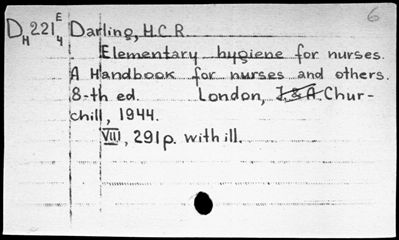 6
D H 221 E 4 Darling, H.C.R.
Elementary hygiene for nurses.
A Handbook for nurses and others.
8-th ed. London, J. & A. Chur-
chill, 1944.
VIII, 291p. with ill.